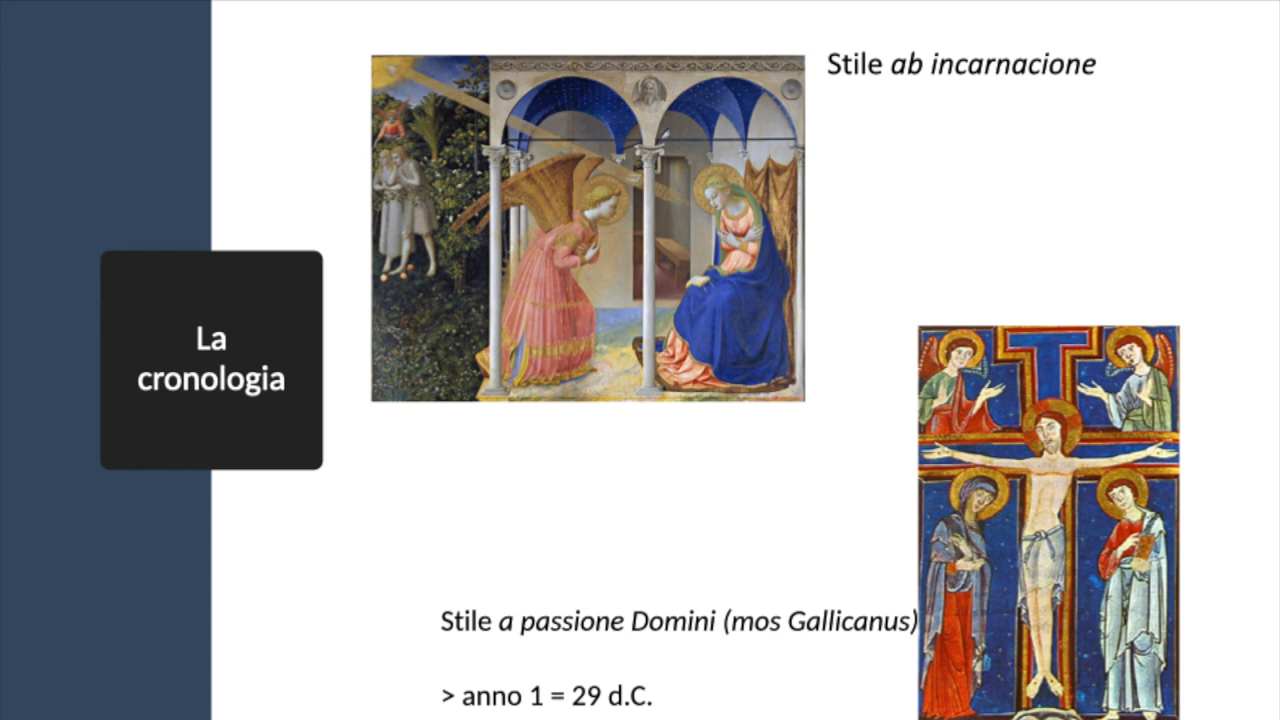 Stile ab incarnacione
La
cronologia
Stile a passione Domini (mos Gallicanus)
> anno 1 = 29 d.C.